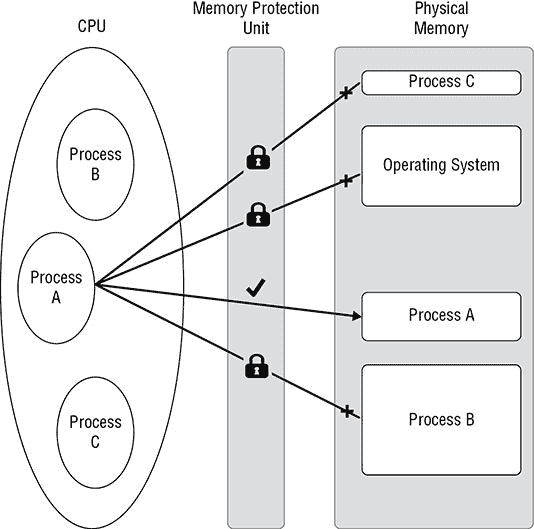 CPU
Memory Protection
Unit
Physical
Memory
Process
B
Process
A
Process
C
Process C
Operating System
Process A
Process B